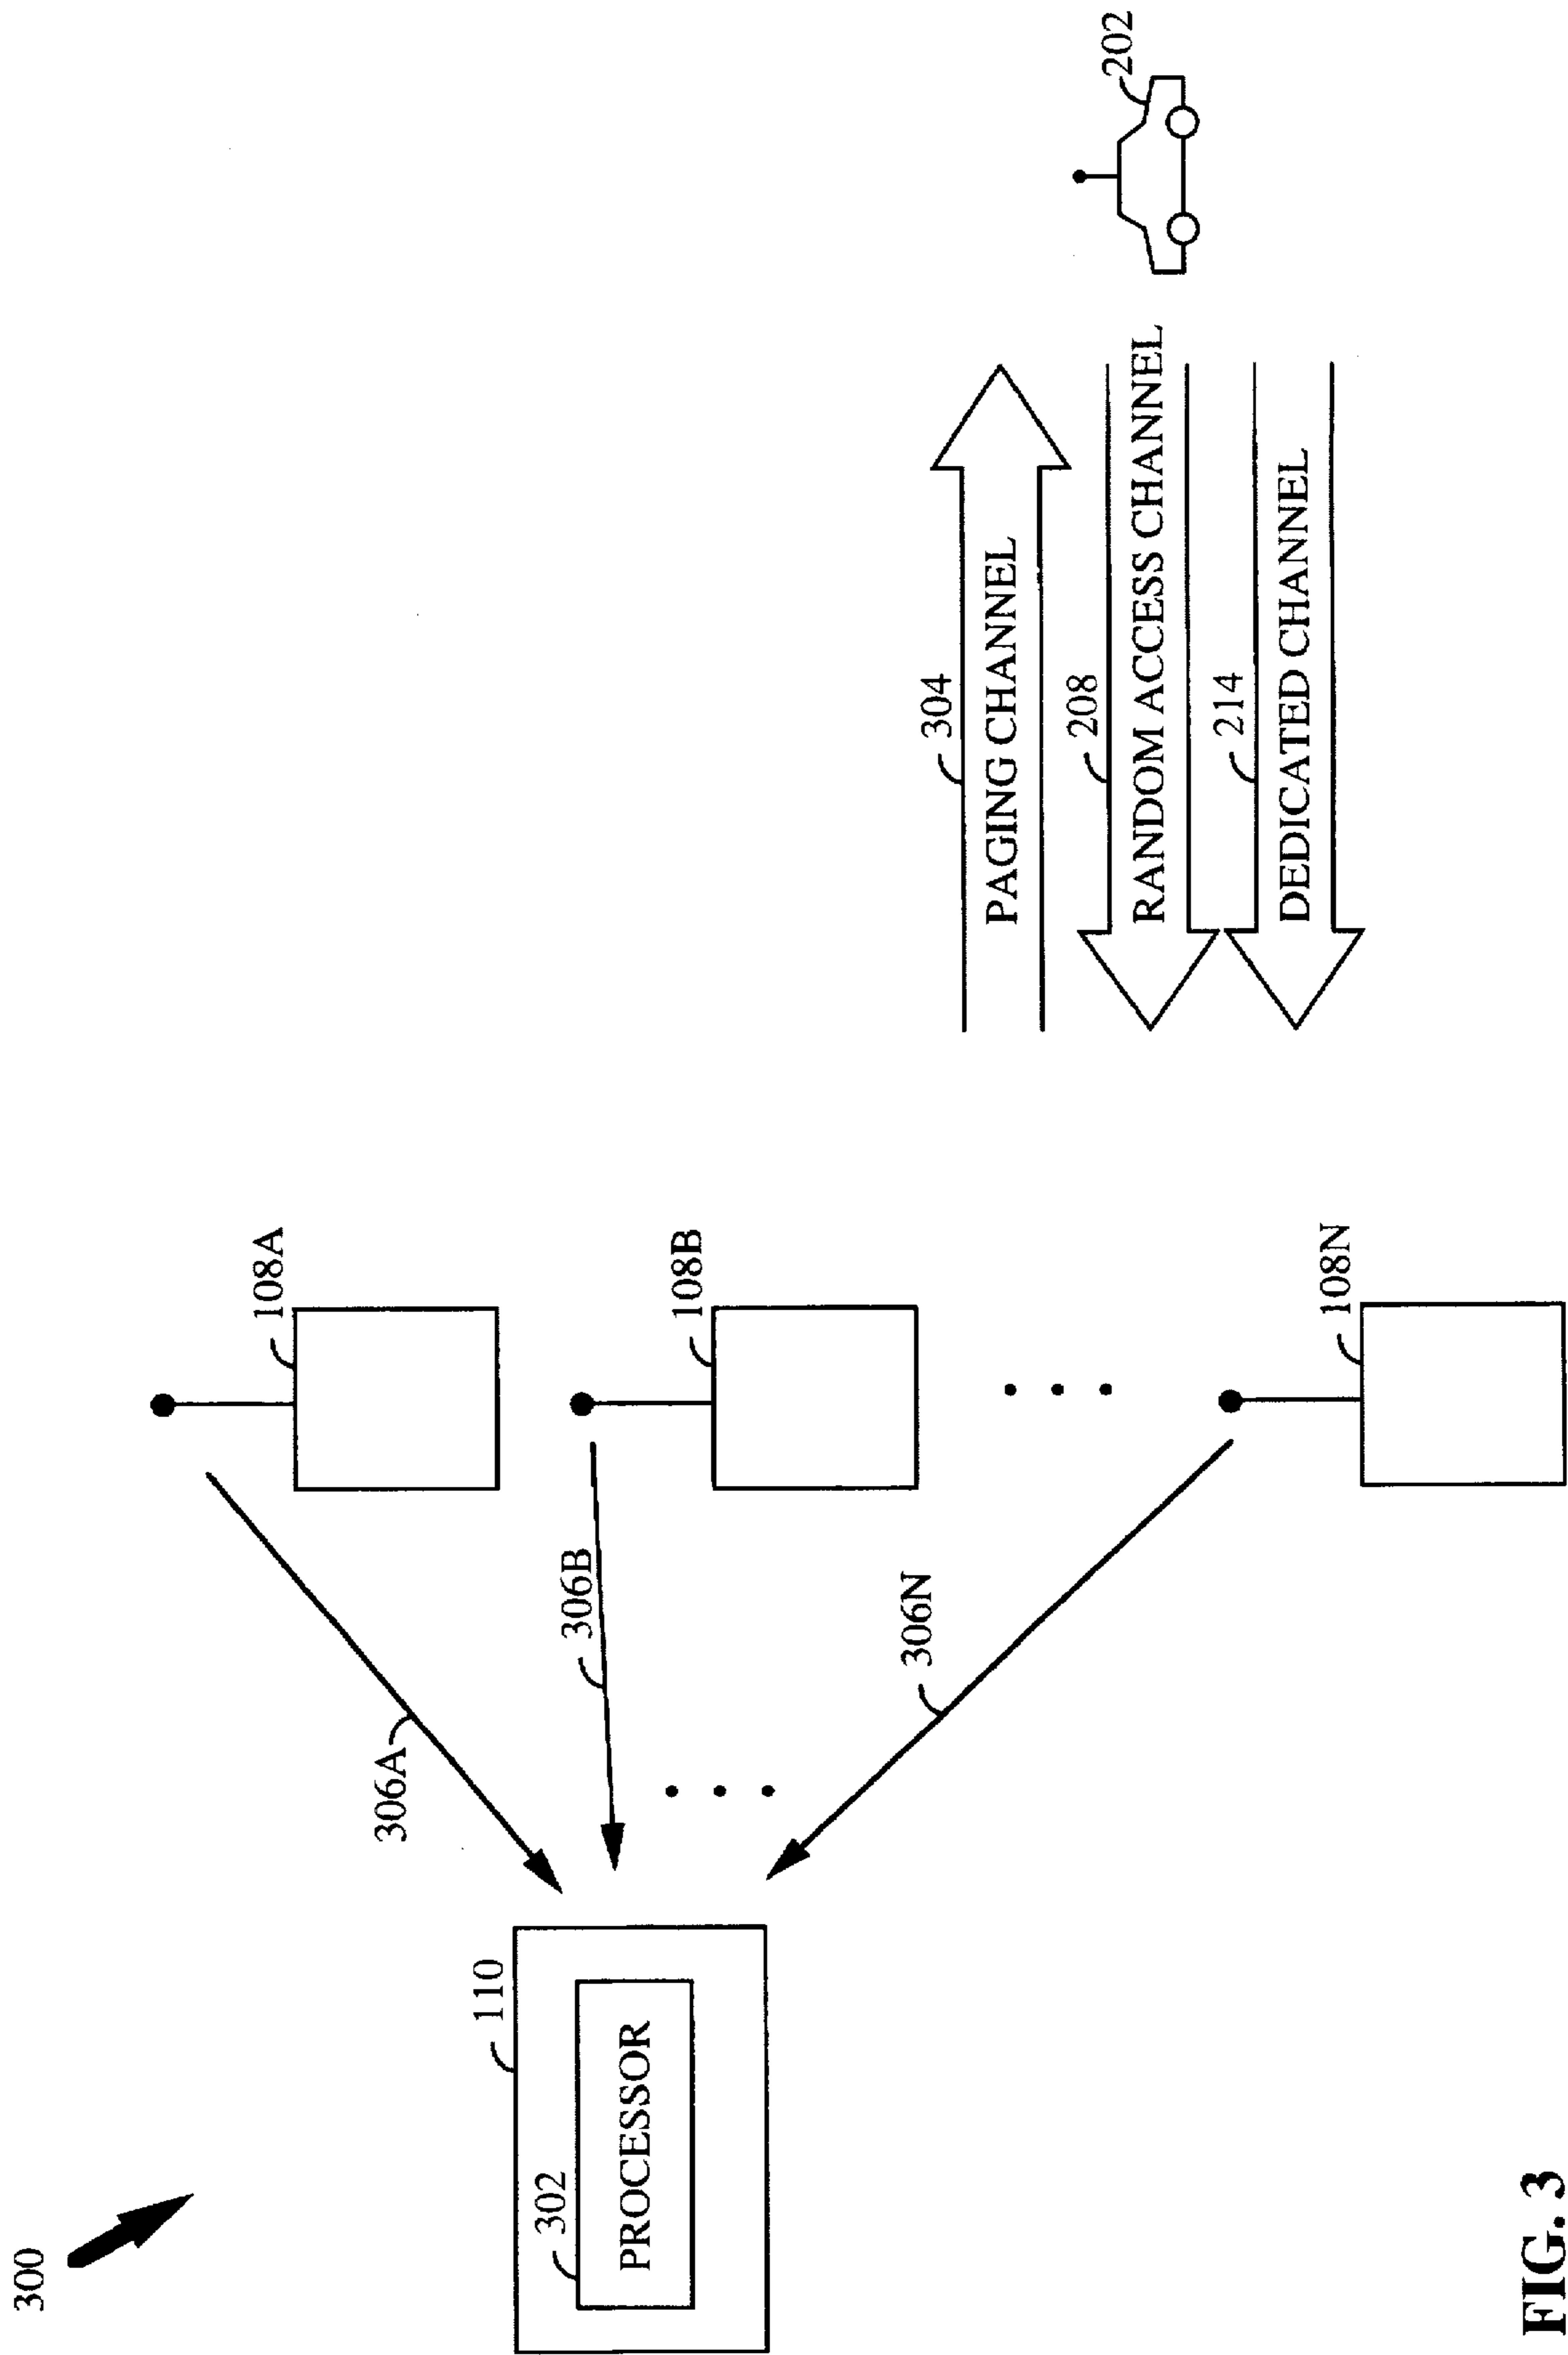 300
108A
306A
108B
306B
110
302
PROCESSOR
306N
108N
304
PAGING CHANNEL
208
RANDOM ACCESS CHANNEL
214
DEDICATED CHANNEL
202
FIG. 3